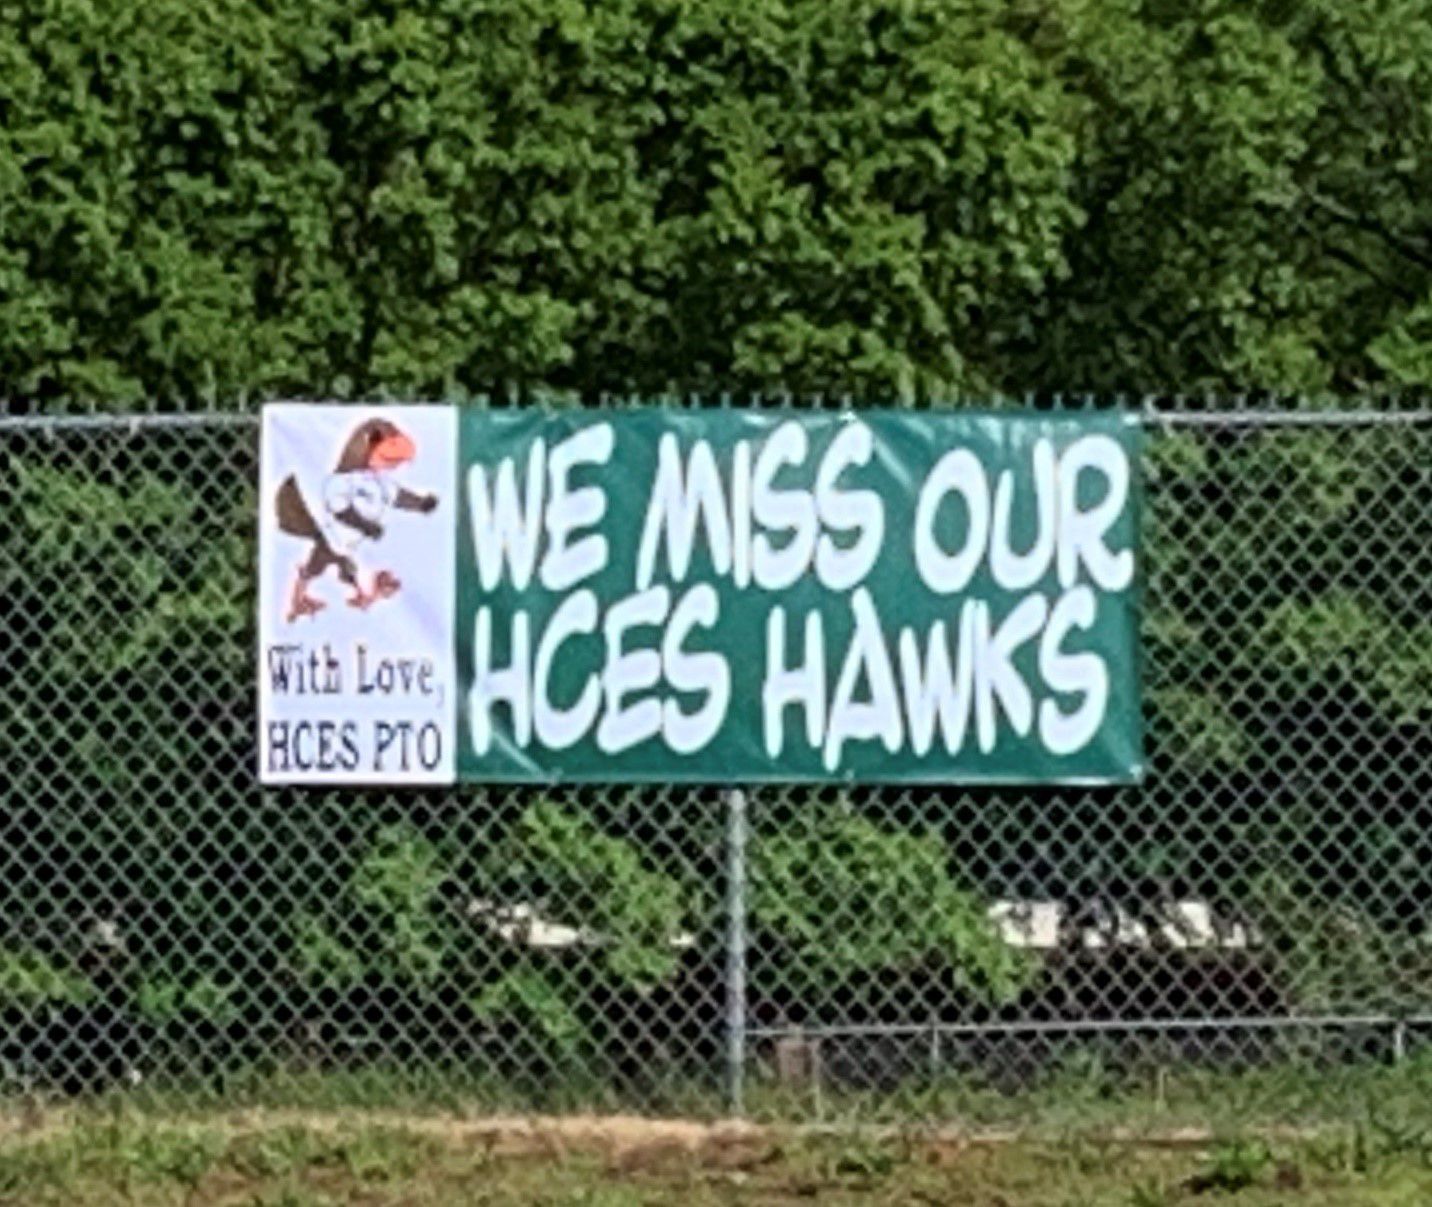 With Love,
HCES PTO
WE MISS OUR
HCES HAWKS